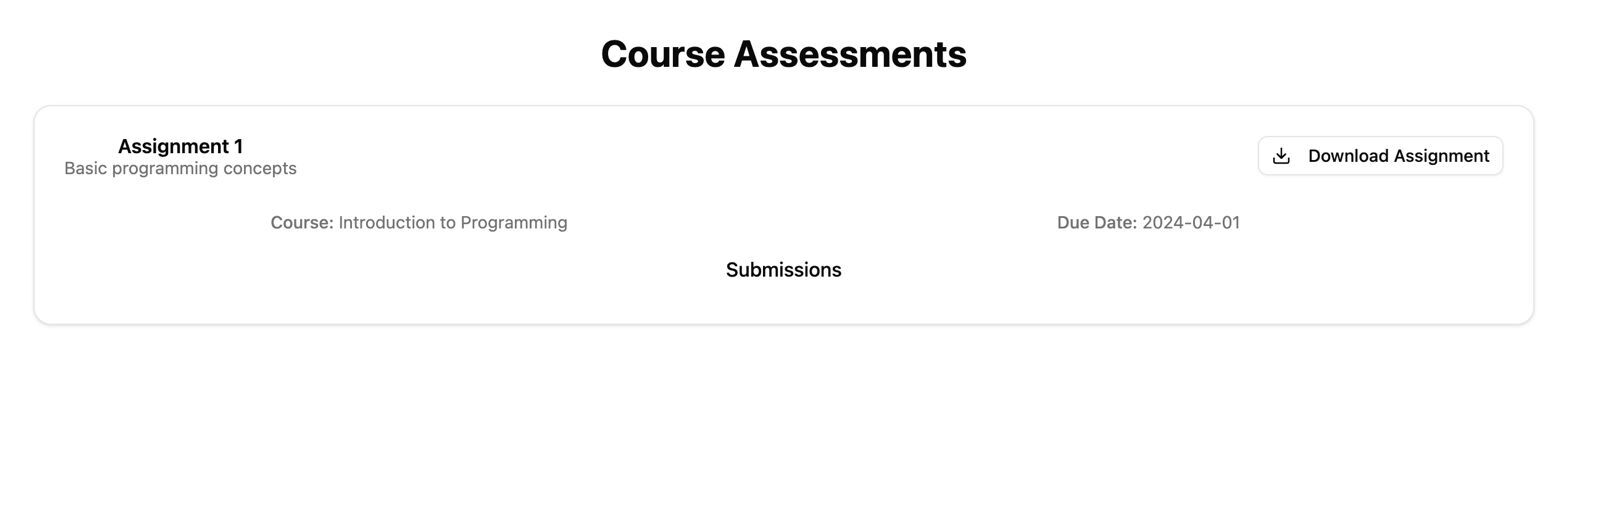 Course Assessments
Assignment 1
Basic programming concepts
Download Assignment
Course: Introduction to Programming
Due Date: 2024-04-01
Submissions